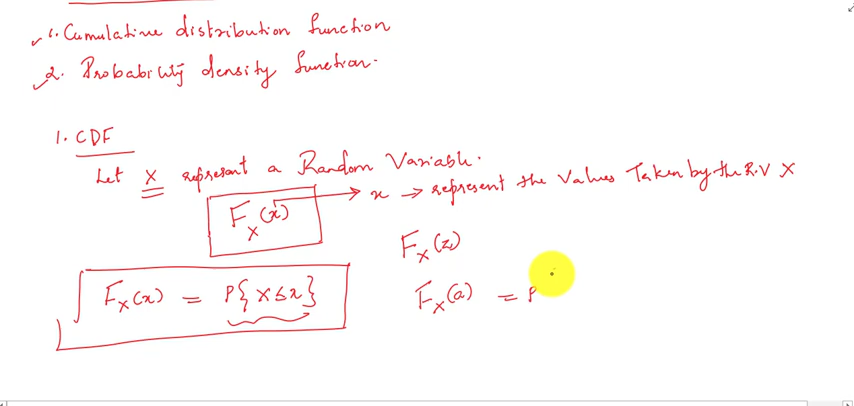 1. Cumulative distribution function
2. Probability density function.
1. CDF
Let X represent a Random Variable.
F_X(x) → x → represent the Values Taken by the R.V X
F_X(z)
F_X(x) = P{X≤x}
F_X(a) = P